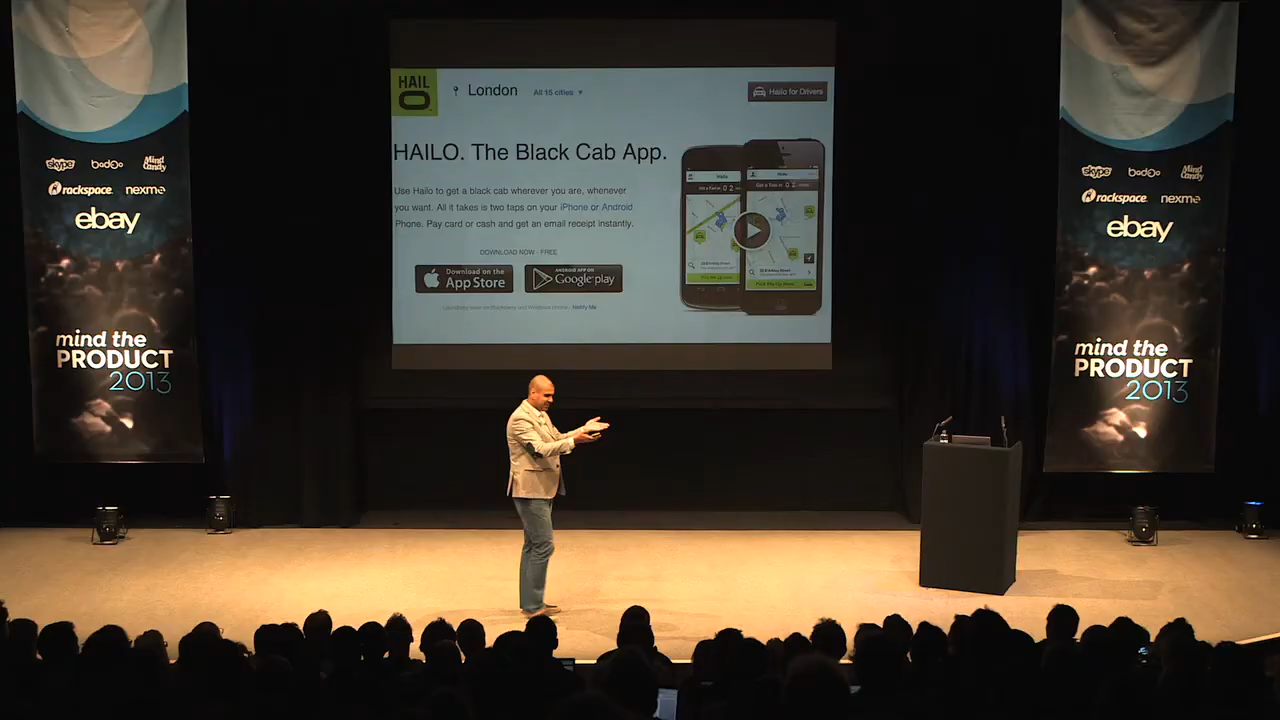 skype
badoo
Mind Candy
rackspace
nexmo
ebay
mind the
PRODUCT
2013
HAIL
O
London
All 15 cities
Hailo for Drivers
HAILO. The Black Cab App.
Use Hailo to get a black cab wherever you are, whenever
you want. All it takes is two taps on your iPhone or Android
Phone. Pay card or cash and get an email receipt instantly.
DOWNLOAD NOW - FREE
Download on the
App Store
ANDROID APP ON
Google play
Notify Me
Hailo
Hailo
skype
badoo
Mind Candy
rackspace
nexmo
ebay
mind the
PRODUCT
2013